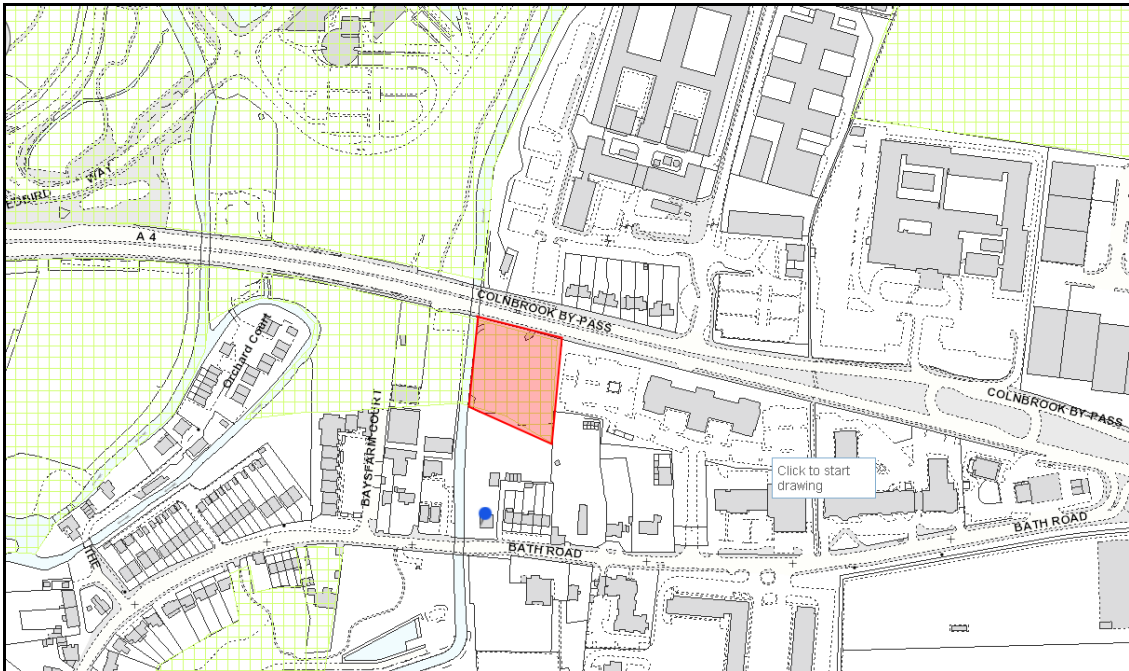 WAY
A 4
COLNBROOK BY-PASS
Orchard Court
BAYSFARM COURT
COLNBROOK BY-PASS
Click to start
drawing
BATH ROAD
BATH ROAD